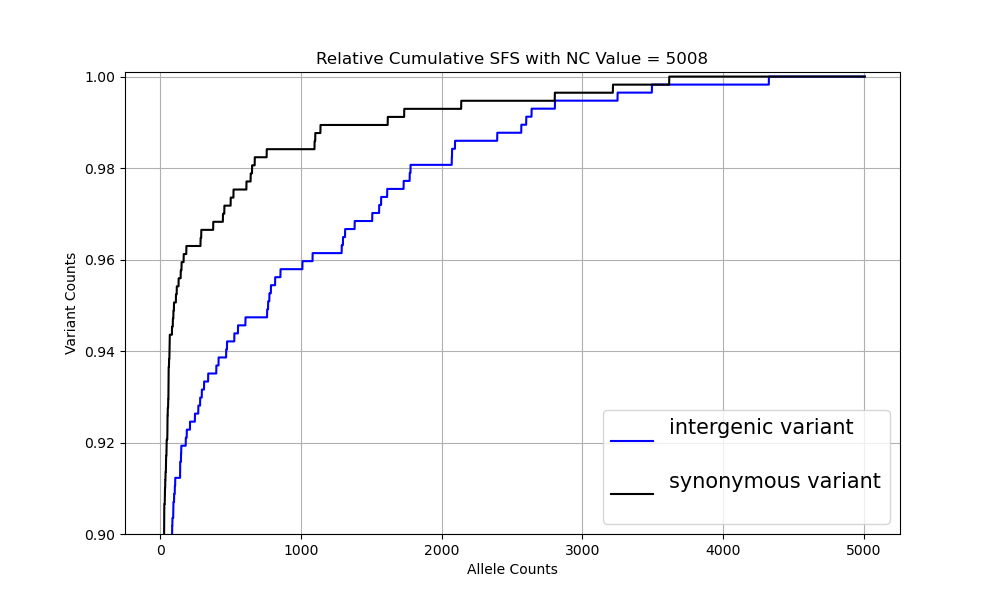 Relative Cumulative SFS with NC Value = 5008
Variant Counts
1.00
0.98
0.96
0.94
0.92
0.90
intergenic variant
synonymous variant
0 1000 2000 3000 4000 5000
Allele Counts